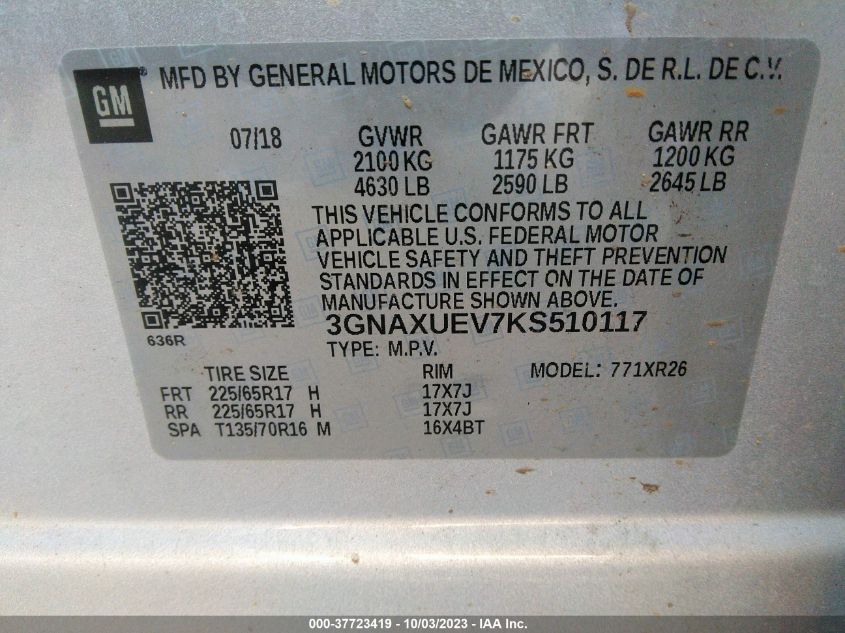 GM ® MFD BY GENERAL MOTORS DE MEXICO, S. DE R.L. DE C.V.
07/18 GVWR GAWR FRT GAWR RR
2100 KG 1175 KG 1200 KG
4630 LB 2590 LB 2645 LB
THIS VEHICLE CONFORMS TO ALL
APPLICABLE U.S. FEDERAL MOTOR
VEHICLE SAFETY AND THEFT PREVENTION
STANDARDS IN EFFECT ON THE DATE OF
MANUFACTURE SHOWN ABOVE.
3GNAXUEV7KS510117
636R
TYPE: M.P.V.
TIRE SIZE RIM MODEL: 771XR26
FRT 225/65R17 H 17X7J
RR 225/65R17 H 17X7J
SPA T135/70R16 M 16X4BT
000-37723419 - 10/03/2023 - IAA Inc.